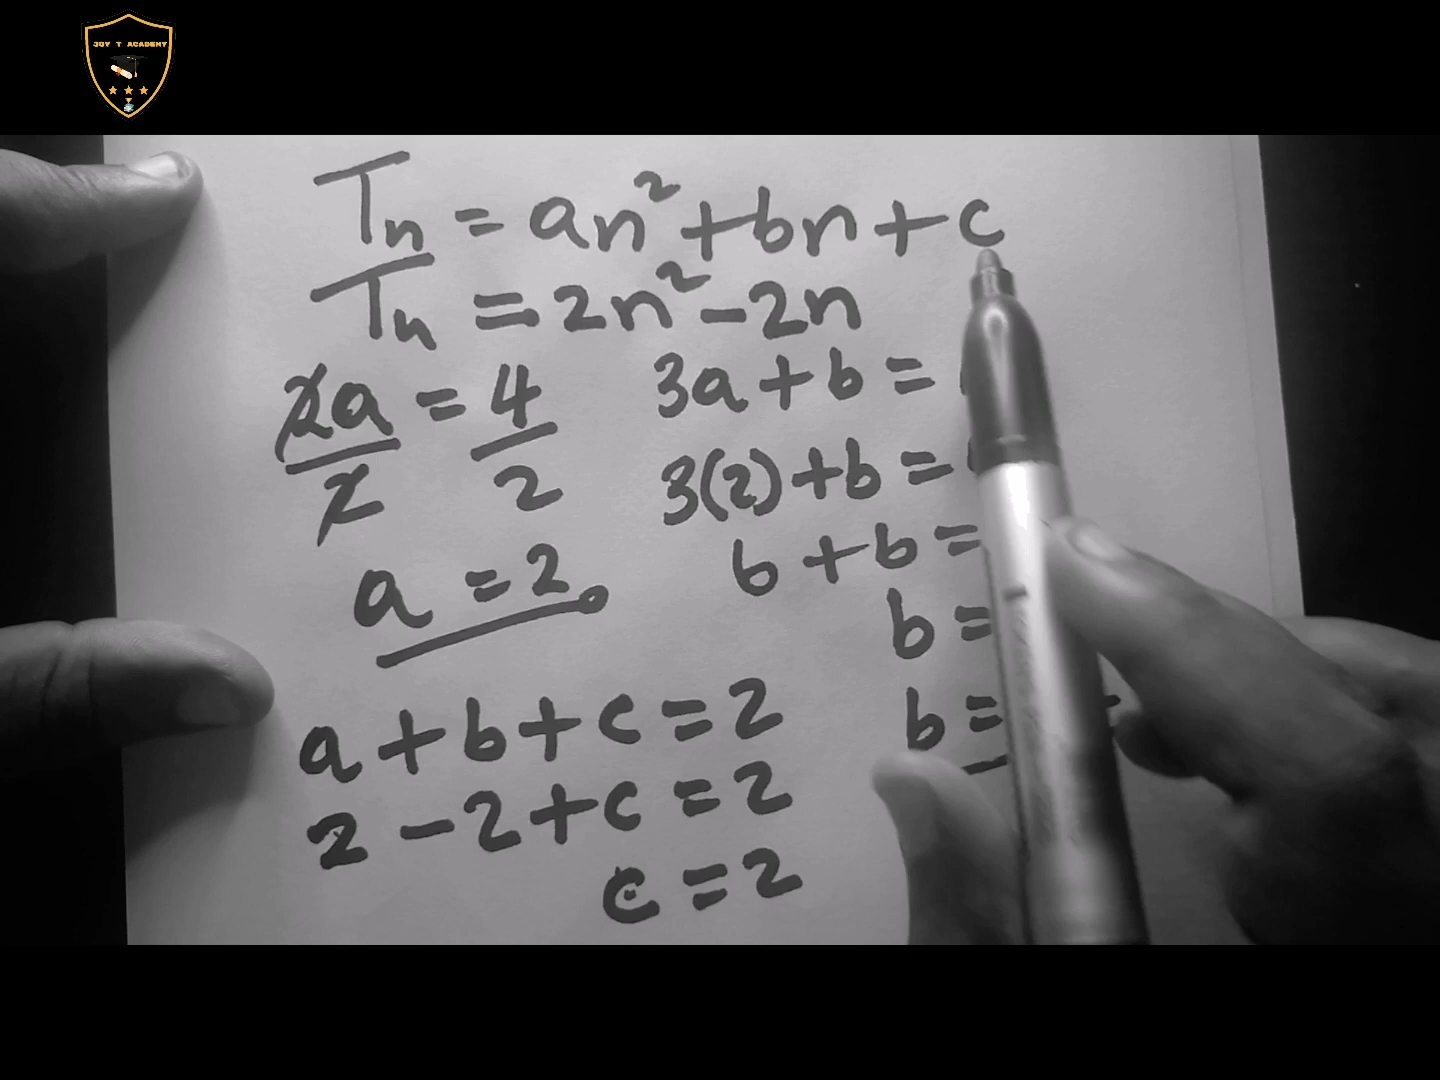 JOY T ACADEMY
Tn = an² + bn + c
Tn = 2n² - 2n
2a/2 = 4/2
3a + b =
3(2) + b =
a = 2
6 + b =
b =
b =
a + b + c = 2
2 - 2 + c = 2
c = 2